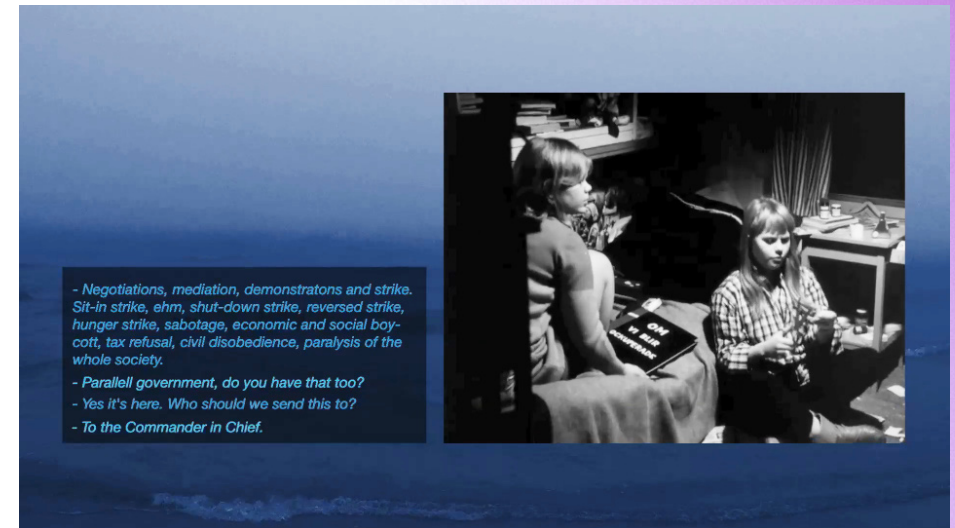 - Negotiations, mediation, demonstratons and strike.
Sit-in strike, ehm, shut-down strike, reversed strike,
hunger strike, sabotage, economic and social boy-
cott, tax refusal, civil disobedience, paralysis of the
whole society.
- Parallell government, do you have that too?
- Yes it's here. Who should we send this to?
- To the Commander in Chief.
OM
VI BLIR
OCKUPERADE